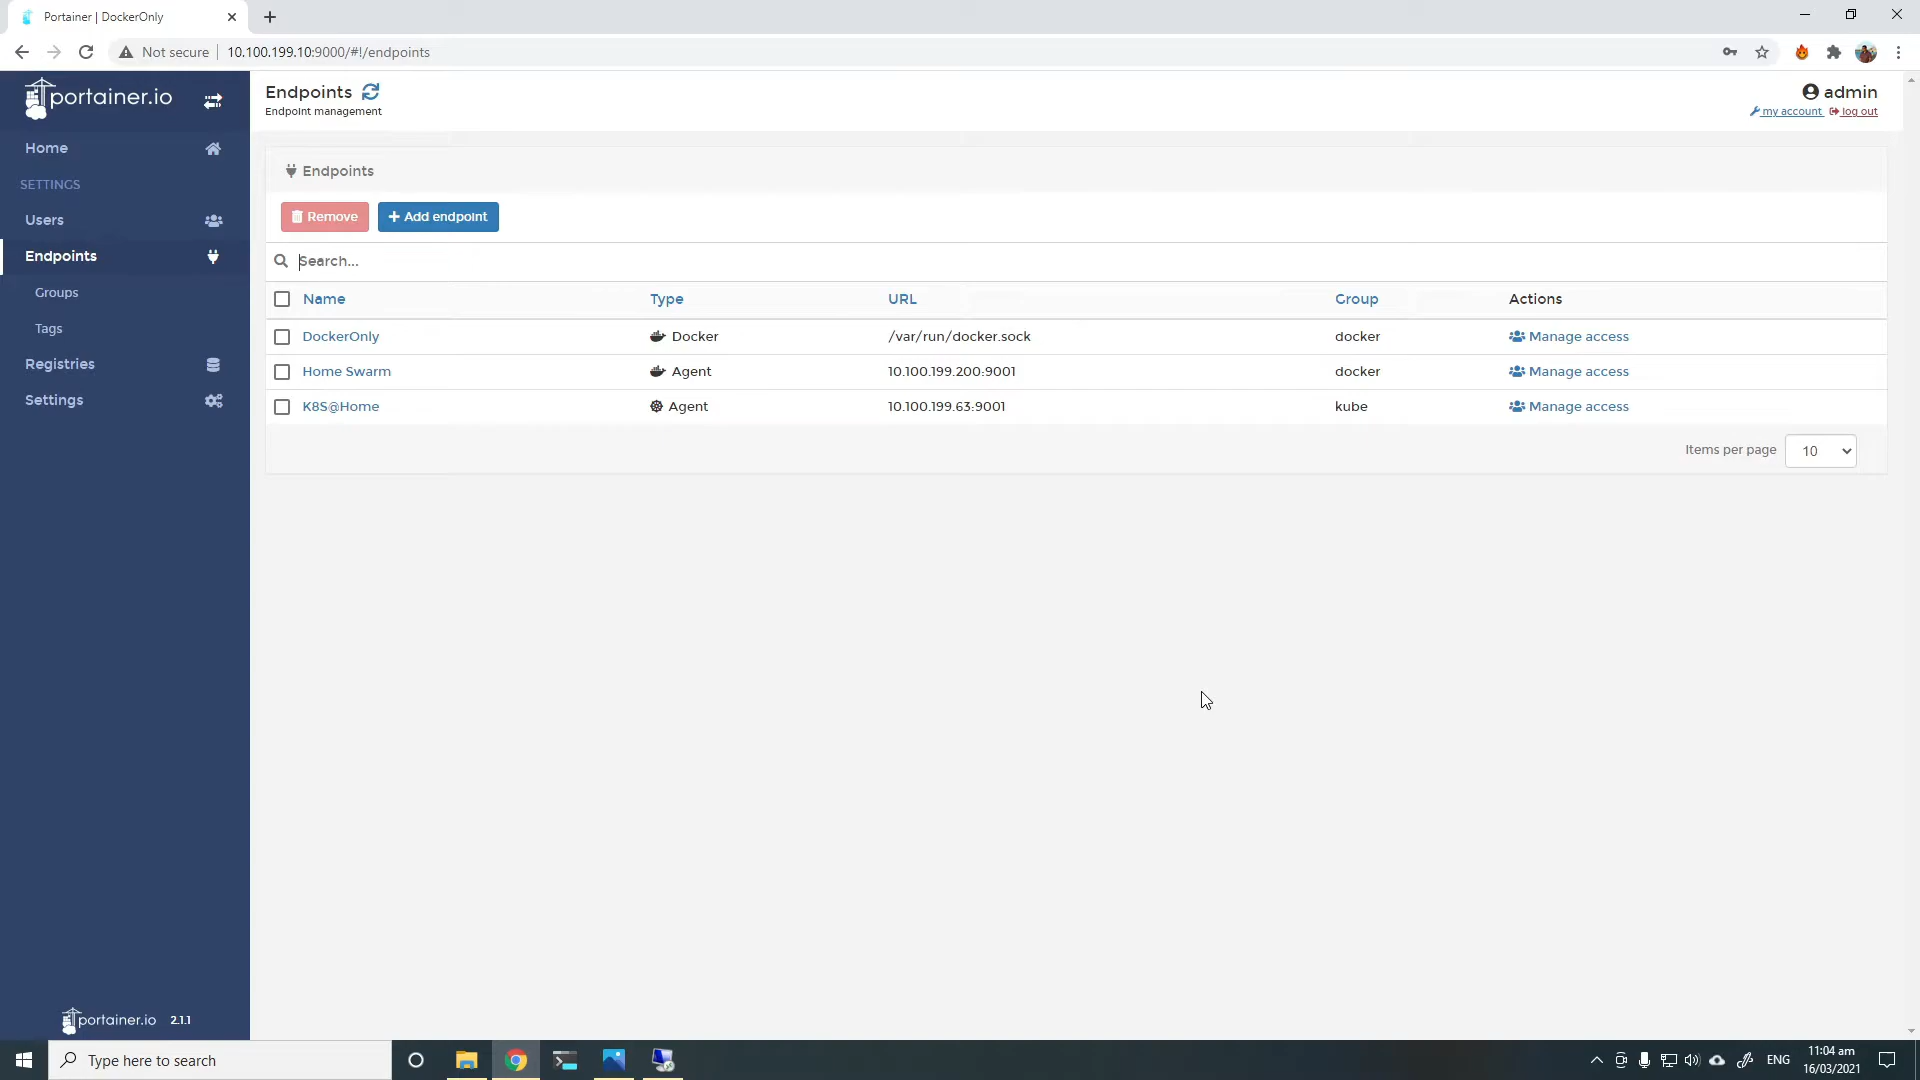 Portainer | DockerOnly
Not secure
10.100.199.10:9000/#!/endpoints
portainer.io
Home
SETTINGS
Users
Endpoints
Groups
Tags
Registries
Settings
portainer.io 2.1.1
Endpoints
Endpoint management
admin
my account log out
Endpoints
Remove Add endpoint
Search...
Name Type URL Group Actions
DockerOnly Docker /var/run/docker.sock docker Manage access
Home Swarm Agent 10.100.199.200:9001 docker Manage access
K8S@Home Agent 10.100.199.63:9001 kube Manage access
Items per page 10
Type here to search
ENG
11:04 am
16/03/2021